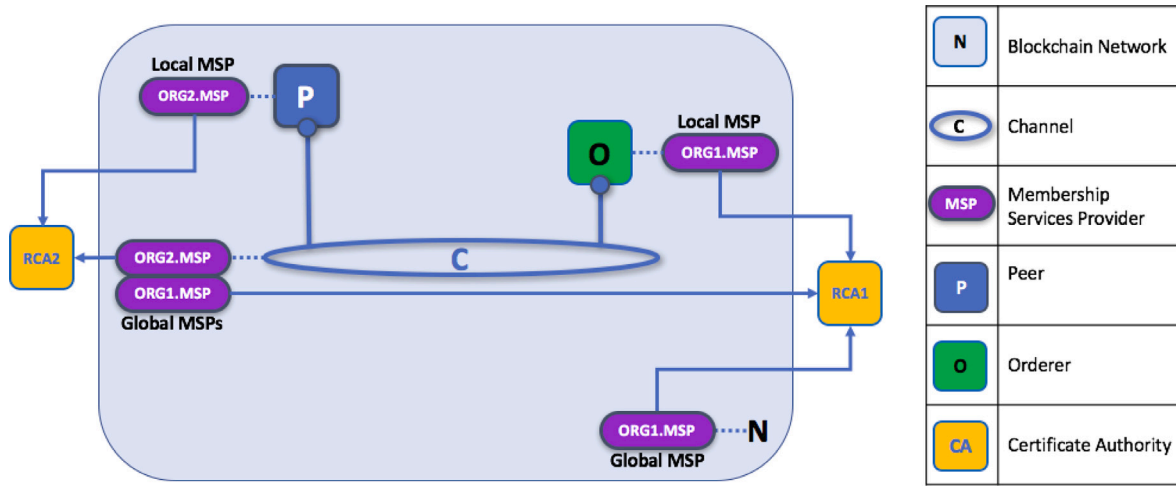 Local MSP
ORG2.MSP
P
Local MSP
O
ORG1.MSP
RCA2
ORG2.MSP
C
ORG1.MSP
RCA1
Global MSPs
ORG1.MSP
N
Global MSP
N
Blockchain Network
C
Channel
MSP
Membership
Services Provider
P
Peer
O
Orderer
CA
Certificate Authority